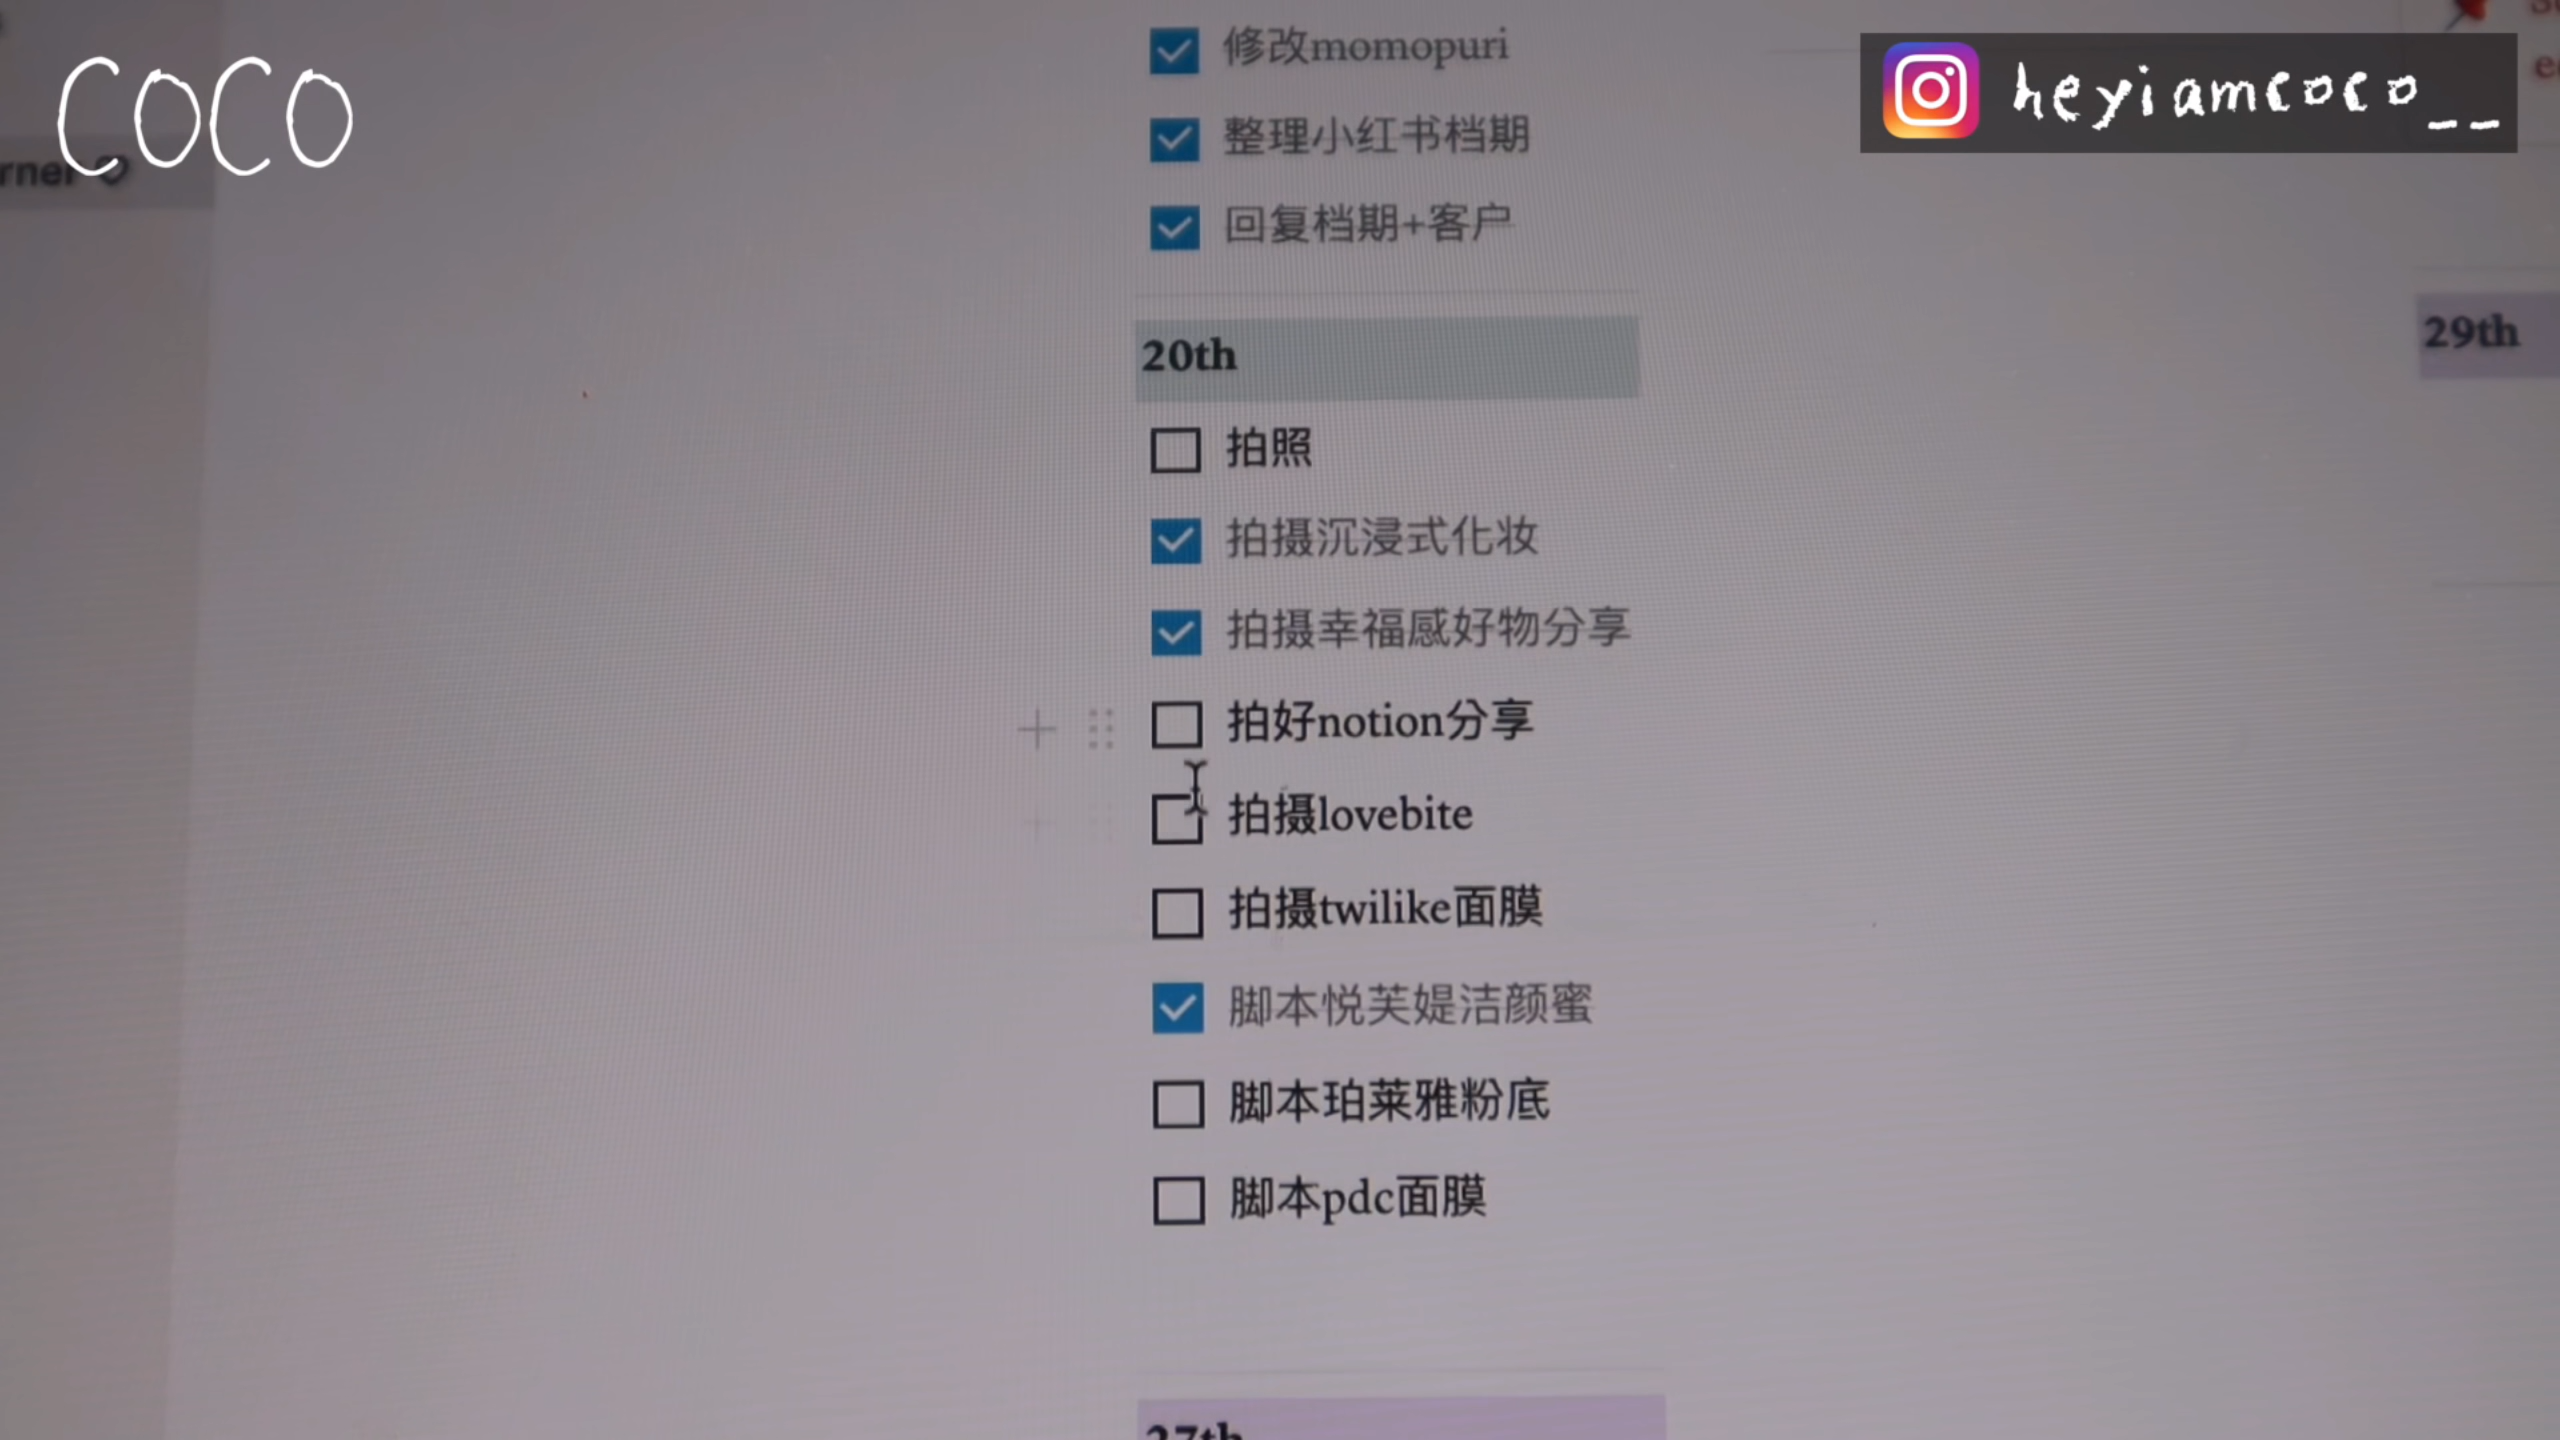 COCO
heyiamcoco__
rner ♡
修改momopuri
整理小红书档期
回复档期+客户
20th
拍照
拍摄沉浸式化妆
拍摄幸福感好物分享
拍好notion分享
拍摄lovebite
拍摄twilike面膜
脚本悦芙媞洁颜蜜
脚本珀莱雅粉底
脚本pdc面膜
27th
29th